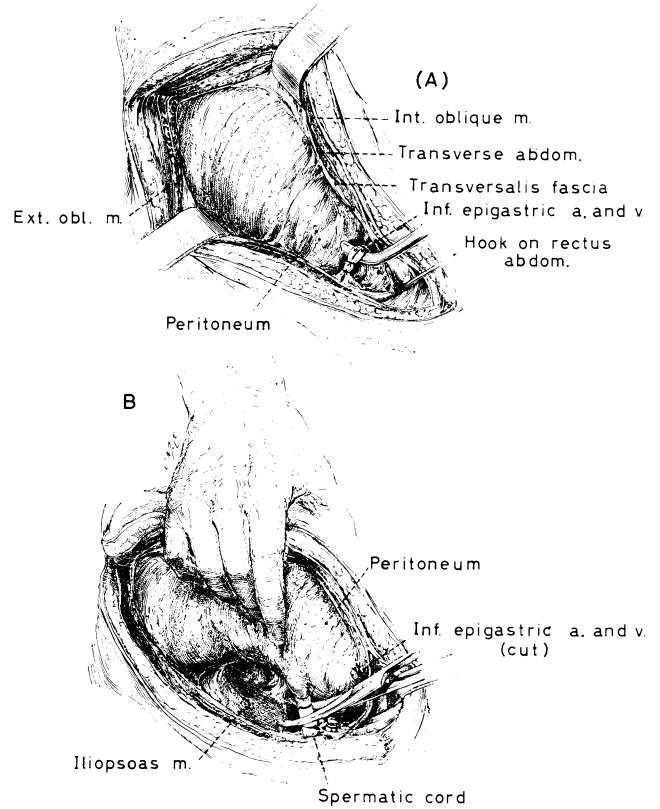 (A)
Int. oblique m.
Transverse abdom.
Transversalis fascia
Inf. epigastric a. and v.
Ext. obl. m.
Hook on rectus
abdom.
Peritoneum
B
Peritoneum
Inf. epigastric a. and v.
(cut)
Iliopsoas m.
Spermatic cord